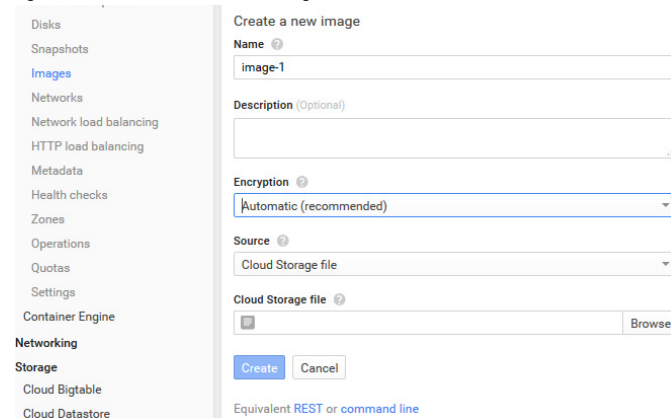 Disks
Snapshots
Images
Networks
Network load balancing
HTTP load balancing
Metadata
Health checks
Zones
Operations
Quotas
Settings
Container Engine
Networking
Storage
Cloud Bigtable
Cloud Datastore
Create a new image
Name ?
image-1
Description (Optional)
Encryption ?
Automatic (recommended)
Source ?
Cloud Storage file
Cloud Storage file ?
Browse
Create Cancel
Equivalent REST or command line